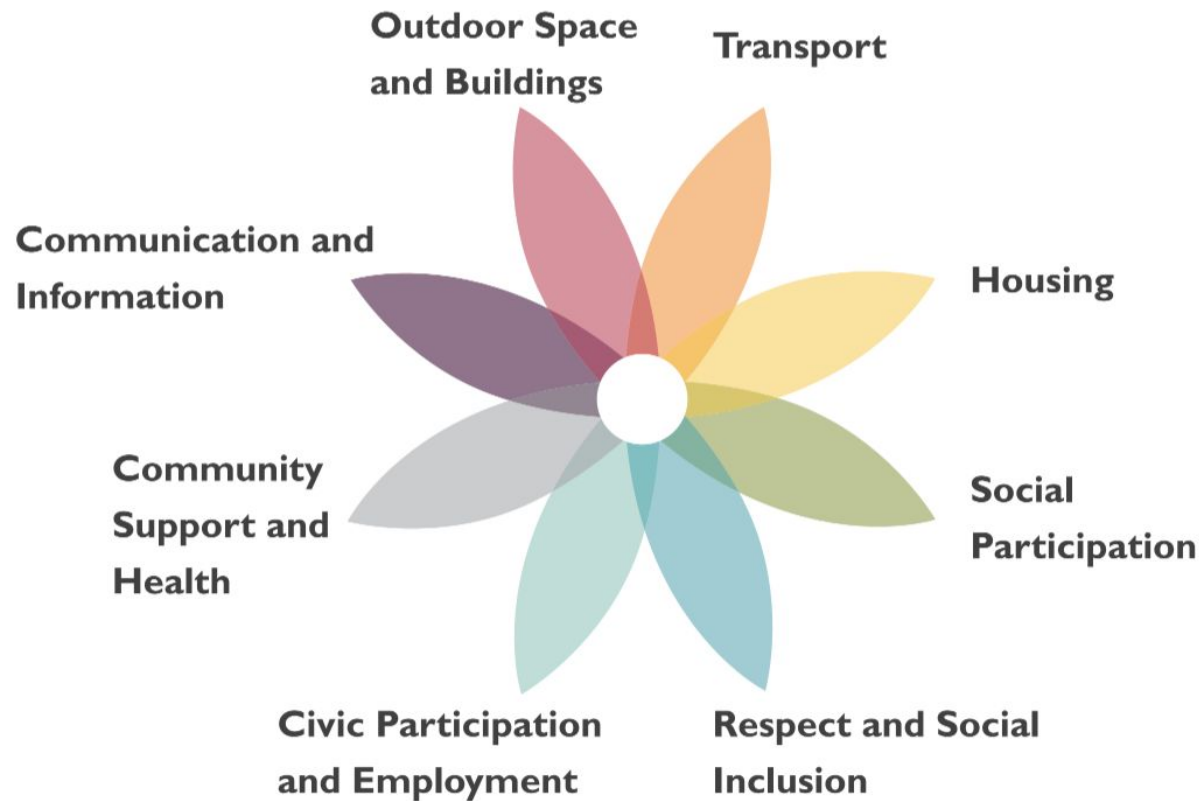 Outdoor Space
and Buildings
Transport
Housing
Social
Participation
Respect and Social
Inclusion
Civic Participation
and Employment
Community
Support and
Health
Communication and
Information